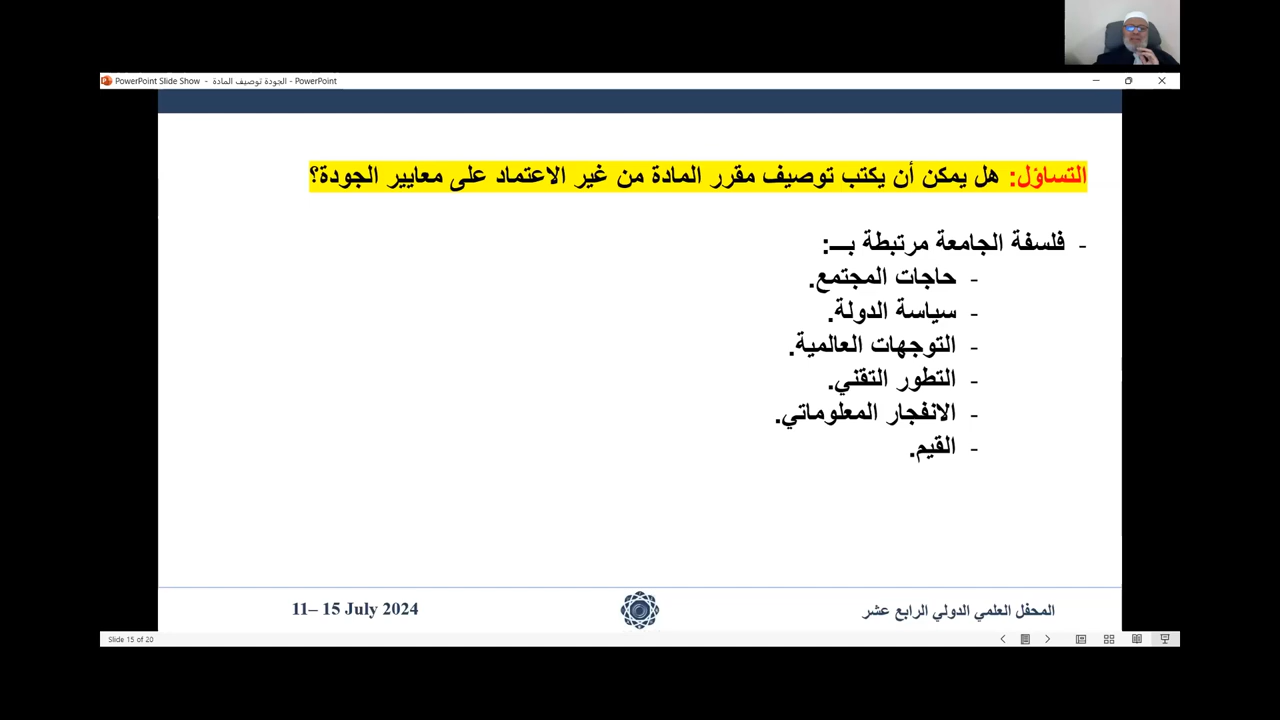 PowerPoint Slide Show - الجودة توصيف المادة - PowerPoint
التساؤل: هل يمكن أن يكتب توصيف مقرر المادة من غير الاعتماد على معايير الجودة؟
- فلسفة الجامعة مرتبطة بـــ:
- حاجات المجتمع.
- سياسة الدولة.
- التوجهات العالمية.
- التطور التقني.
- الانفجار المعلوماتي.
- القيم.
المحفل العلمي الدولي الرابع عشر
11– 15 July 2024
Slide 15 of 20